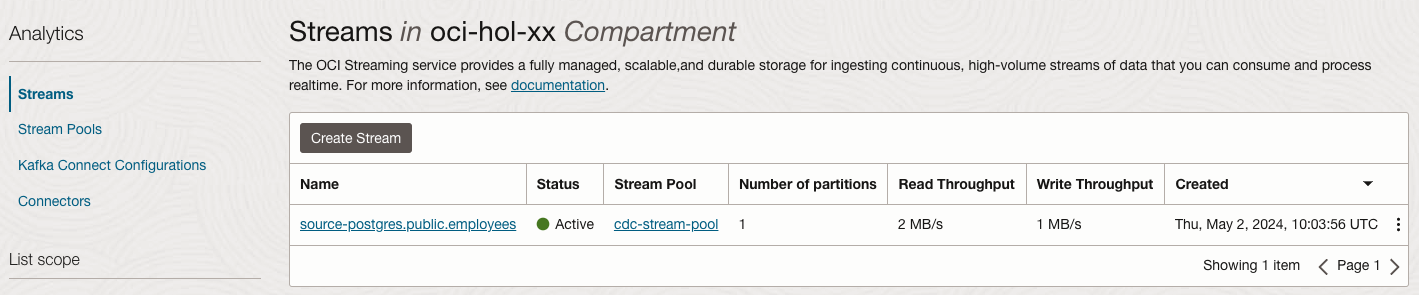 Analytics
Streams
Stream Pools
Kafka Connect Configurations
Connectors
List scope
Streams in oci-hol-xx Compartment
The OCI Streaming service provides a fully managed, scalable,and durable storage for ingesting continuous, high-volume streams of data that you can consume and process
realtime. For more information, see documentation.
Create Stream
Name Status Stream Pool Number of partitions Read Throughput Write Throughput Created
source-postgres.public.employees Active cdc-stream-pool 1 2 MB/s 1 MB/s Thu, May 2, 2024, 10:03:56 UTC
Showing 1 item Page 1